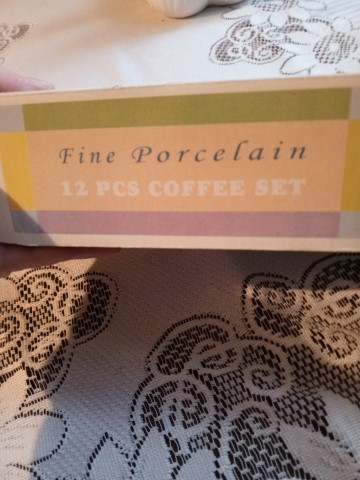 Fine Porcelain
12 PCS COFFEE SET